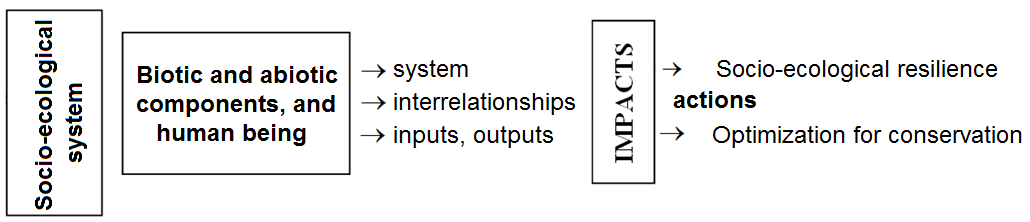 Socio-ecological
system
Biotic and abiotic
components, and
human being
→ system
→ interrelationships
→ inputs, outputs
IMPACTS
→ Socio-ecological resilience
actions
→ Optimization for conservation